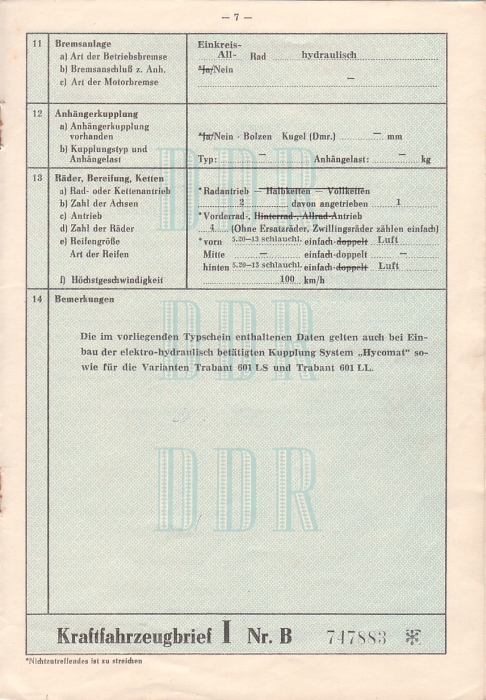 — 7 —
11 Bremsanlage Einkreis-
a) Art der Betriebsbremse All- Rad hydraulisch
b) Bremsanschluß z. Anh. *Ja/Nein
c) Art der Motorbremse —
12 Anhängerkupplung
a) Anhängerkupplung
vorhanden *Ja/Nein - Bolzen Kugel (Dmr.) — mm
b) Kupplungstyp und
Anhängelast Typ: — Anhängelast: — kg
13 Räder, Bereifung, Ketten
a) Rad- oder Kettenantrieb *Radantrieb — Halbketten — Vollketten
b) Zahl der Achsen 2 davon angetrieben 1
c) Antrieb *Vorderrad-, Hinterrad-, Allrad-Antrieb
d) Zahl der Räder 4 (Ohne Ersatzräder, Zwillingsräder zählen einfach)
e) Reifengröße *vorn 5.20–13 schlauchl. einfach-doppelt Luft
Art der Reifen Mitte — einfach-doppelt —
hinten 5.20–13 schlauchl. einfach-doppelt Luft
f) Höchstgeschwindigkeit 100 km/h
14 Bemerkungen
Die im vorliegenden Typschein enthaltenen Daten gelten auch bei Ein-
bau der elektro-hydraulisch betätigten Kupplung System „Hycomat" so-
wie für die Varianten Trabant 601 LS und Trabant 601 LL.
DDR
DDR
DDR
Kraftfahrzeugbrief I Nr. B 747883
*Nichtzutreffendes ist zu streichen